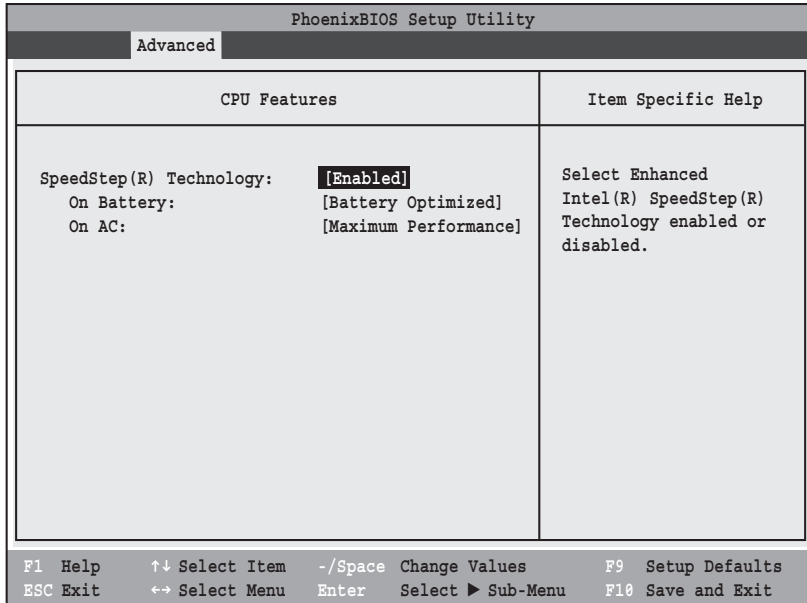 PhoenixBIOS Setup Utility
Advanced
CPU Features
Item Specific Help
SpeedStep(R) Technology: [Enabled]
On Battery: [Battery Optimized]
On AC: [Maximum Performance]
Select Enhanced
Intel(R) SpeedStep(R)
Technology enabled or
disabled.
F1 Help ↑↓ Select Item -/Space Change Values F9 Setup Defaults
ESC Exit ←→ Select Menu Enter Select ▶ Sub-Menu F10 Save and Exit